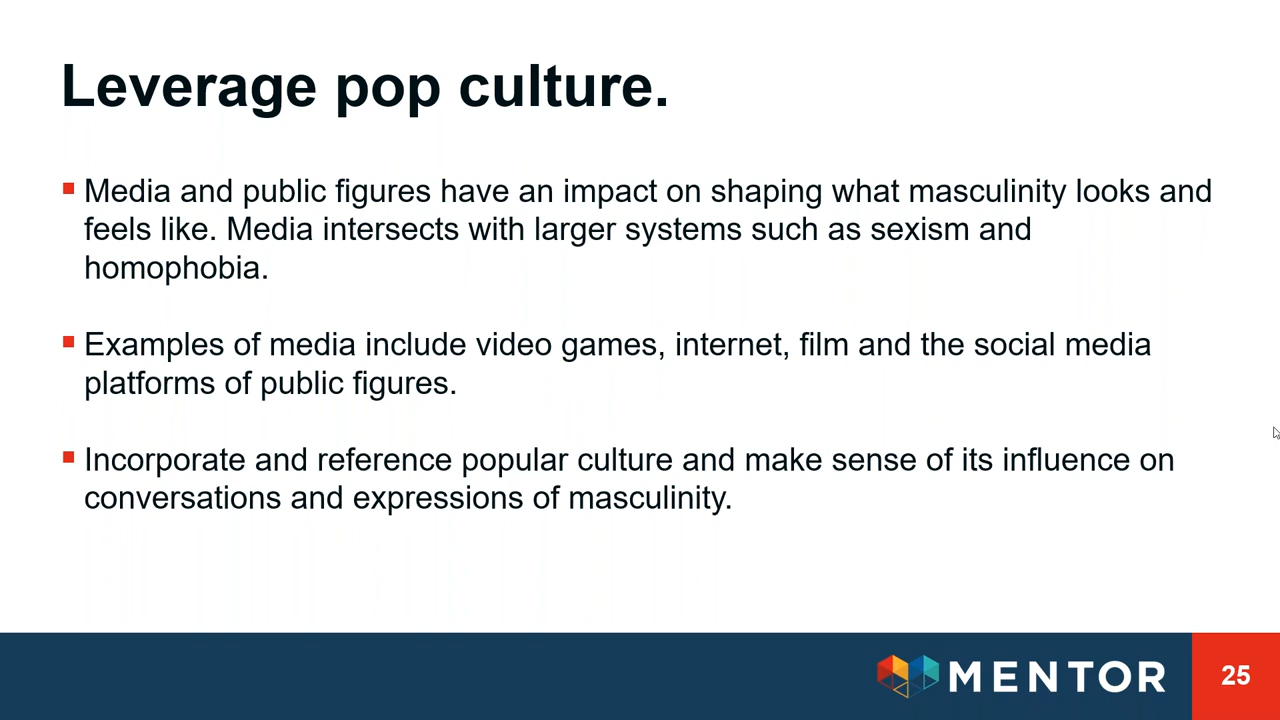 Leverage pop culture.
Media and public figures have an impact on shaping what masculinity looks and
feels like. Media intersects with larger systems such as sexism and
homophobia.
Examples of media include video games, internet, film and the social media
platforms of public figures.
Incorporate and reference popular culture and make sense of its influence on
conversations and expressions of masculinity.
MENTOR
25